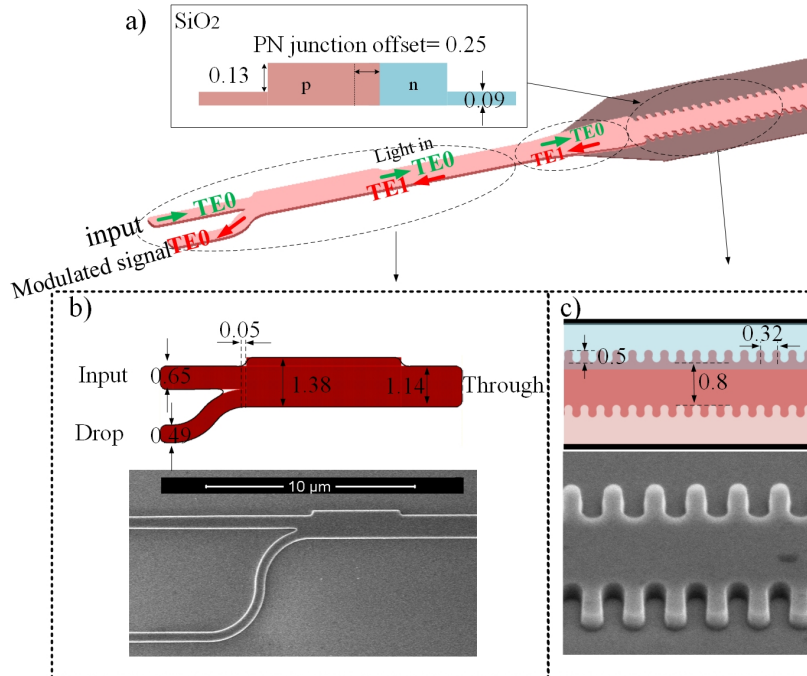 a)
SiO2
PN junction offset= 0.25
0.13
p
n
0.09
Light in
TE0
TE1
TE0
TE1
TE0
input
TE0
Modulated signal
b)
0.05
Input
0.65
1.38
1.14
Through
Drop
0.49
10 µm
c)
0.32
0.5
0.8